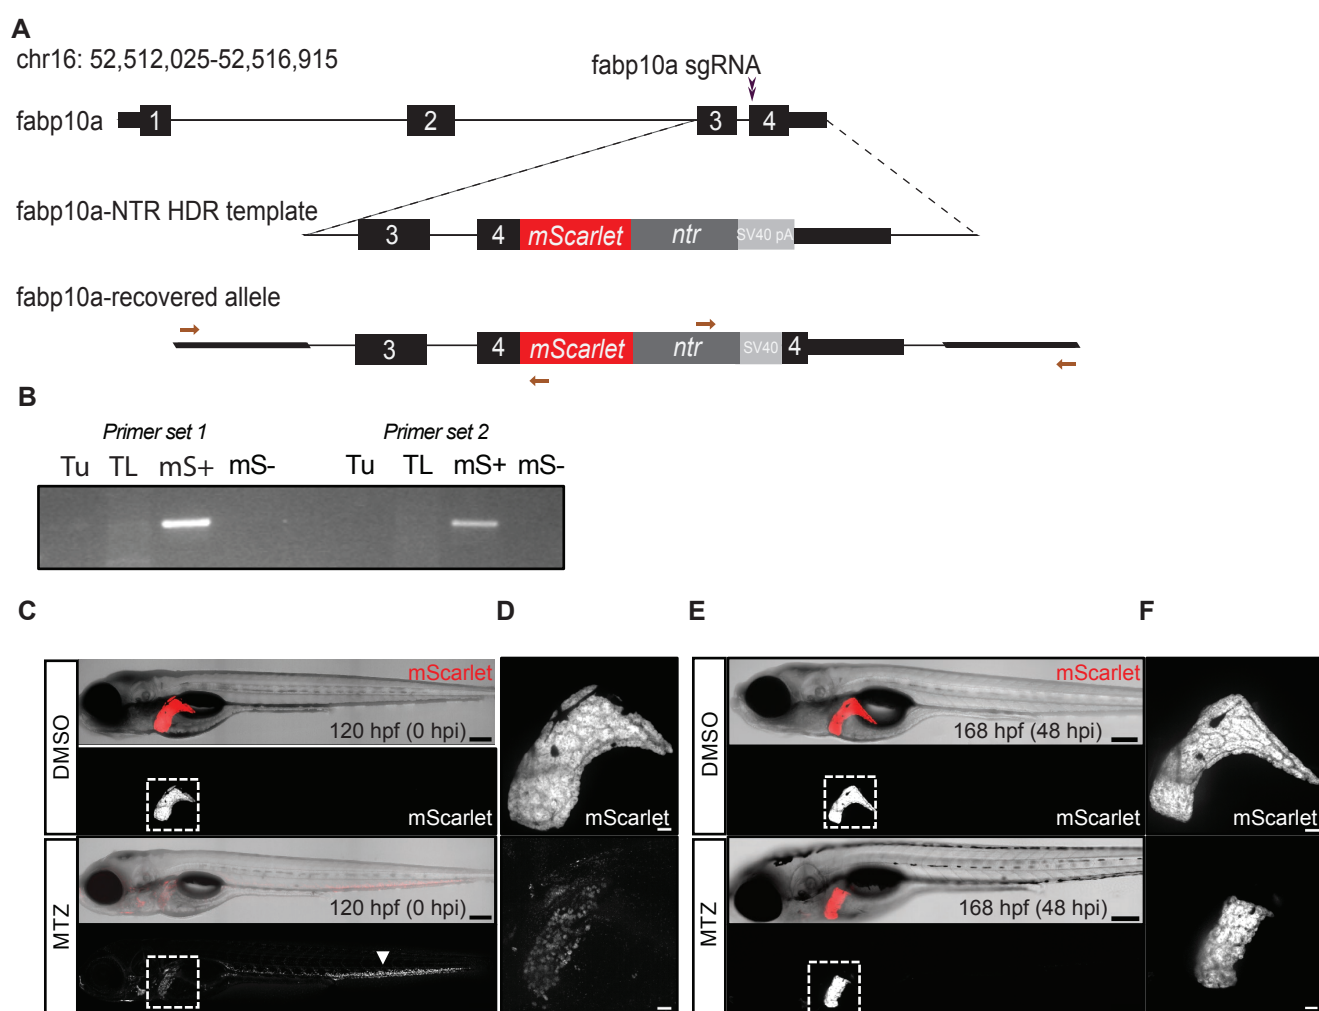 A
chr16: 52,512,025-52,516,915
fabp10a sgRNA
fabp10a 1 2 3 4
fabp10a-NTR HDR template
3 4 mScarlet ntr SV40 pA
fabp10a-recovered allele
3 4 mScarlet ntr SV40 4
B
Primer set 1 Primer set 2
Tu TL mS+ mS- Tu TL mS+ mS-
C D E F
DMSO
mScarlet
120 hpf (0 hpi)
mScarlet
mScarlet
DMSO
mScarlet
168 hpf (48 hpi)
mScarlet
mScarlet
MTZ
120 hpf (0 hpi)
MTZ
168 hpf (48 hpi)